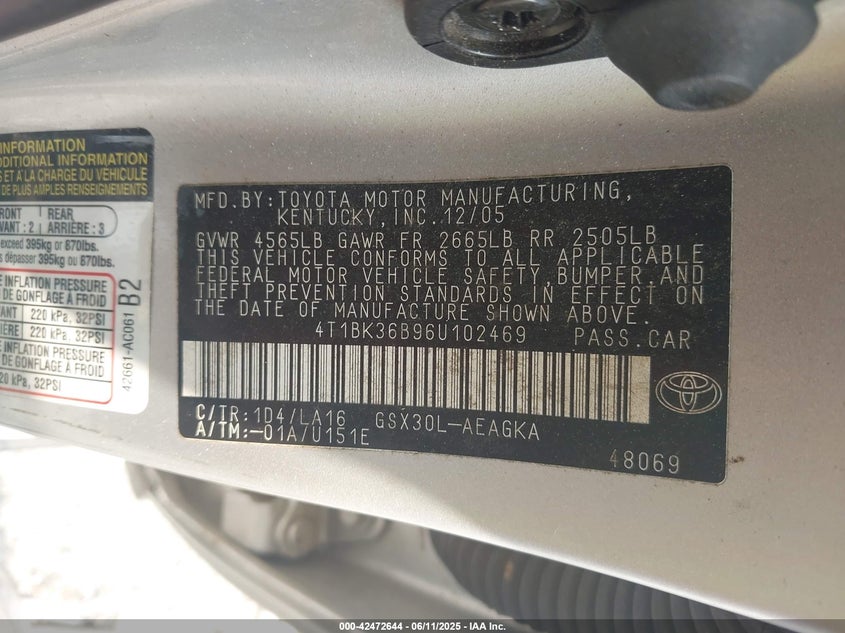 INFORMATION
ADDITIONAL INFORMATION
ET À LA CHARGE DU VÉHICULE
DE PLUS AMPLES RENSEIGNEMENTS
FRONT REAR
AVANT : 2 ARRIÈRE : 3
exceed 395kg or 870lbs.
dépasser 395kg ou 870lbs.
E INFLATION PRESSURE
DE GONFLAGE À FROID
220 kPa, 32PSI
220 kPa, 32PSI
E INFLATION PRESSURE
DE GONFLAGE À FROID
220 kPa, 32PSI
42661-AC061 B2
MFD.BY:TOYOTA MOTOR MANUFACTURING,
KENTUCKY, INC. 12/05
GVWR 4565LB GAWR FR 2665LB RR 2505LB
THIS VEHICLE CONFORMS TO ALL APPLICABLE
FEDERAL MOTOR VEHICLE SAFETY, BUMPER, AND
THEFT PREVENTION STANDARDS IN EFFECT ON
THE DATE OF MANUFACTURE SHOWN ABOVE.
4T1BK36B96U102469 PASS.CAR
C/TR:1D4/LA16 GSX30L-AEAGKA
A/TM:-01A/U151E
48069
000-42472644 - 06/11/2025 - IAA Inc.